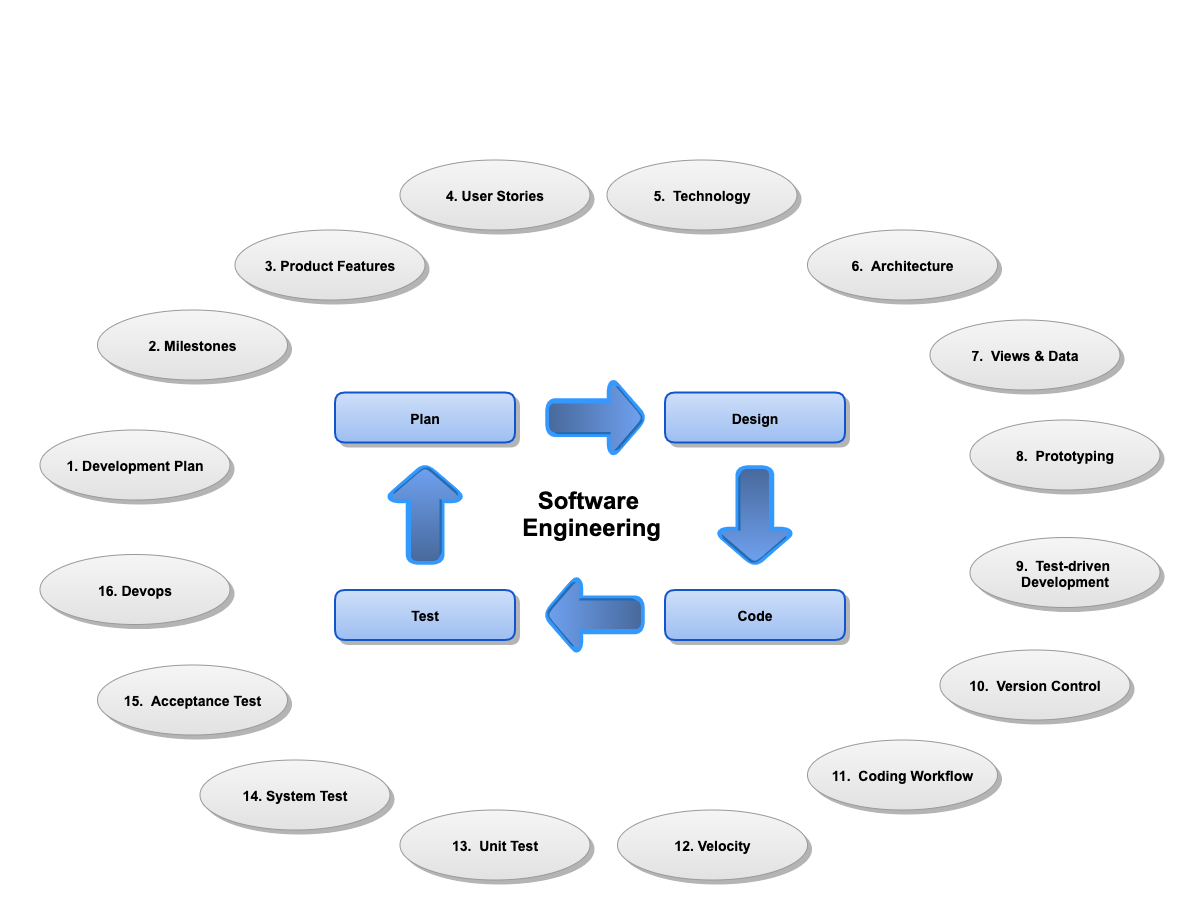 4. User Stories
5.  Technology
3. Product Features
6.  Architecture
2. Milestones
7.  Views & Data
Plan
Design
1. Development Plan
8.  Prototyping
Software
Engineering
16. Devops
9.  Test-driven
Development
Test
Code
15.  Acceptance Test
10.  Version Control
14. System Test
11.  Coding Workflow
13.  Unit Test
12. Velocity